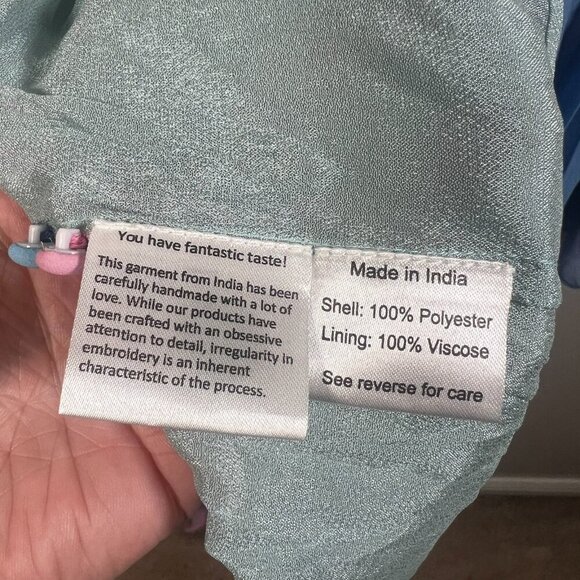 You have fantastic taste!
This garment from India has been
carefully handmade with a lot of
love. While our products have
been crafted with an obsessive
attention to detail, irregularity in
embroidery is an inherent
characteristic of the process.
Made in India
Shell: 100% Polyester
Lining: 100% Viscose
See reverse for care